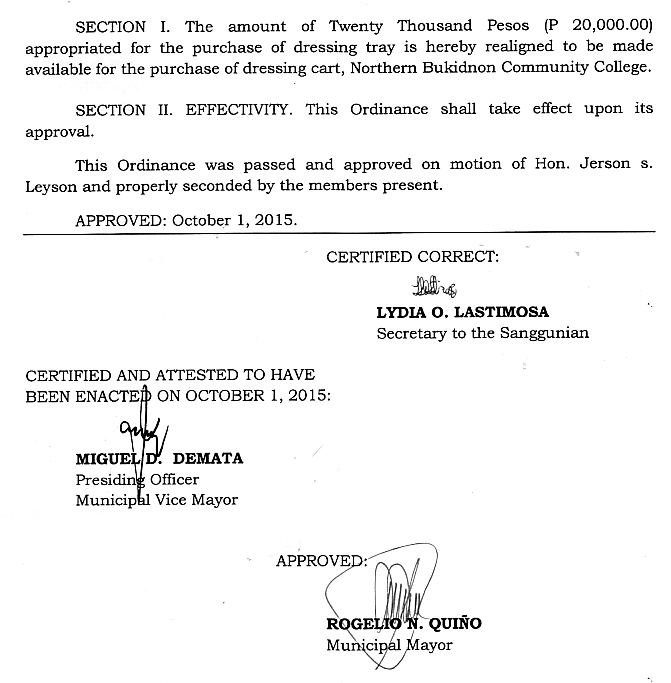 SECTION I. The amount of Twenty Thousand Pesos (P 20,000.00)
appropriated for the purchase of dressing tray is hereby realigned to be made
available for the purchase of dressing cart, Northern Bukidnon Community College.
SECTION II. EFFECTIVITY. This Ordinance shall take effect upon its
approval.
This Ordinance was passed and approved on motion of Hon. Jerson s.
Leyson and properly seconded by the members present.
APPROVED: October 1, 2015.
CERTIFIED CORRECT:
LYDIA O. LASTIMOSA
Secretary to the Sanggunian
CERTIFIED AND ATTESTED TO HAVE
BEEN ENACTED ON OCTOBER 1, 2015:
MIGUEL D. DEMATA
Presiding Officer
Municipal Vice Mayor
APPROVED:
ROGELIO N. QUIÑO
Municipal Mayor